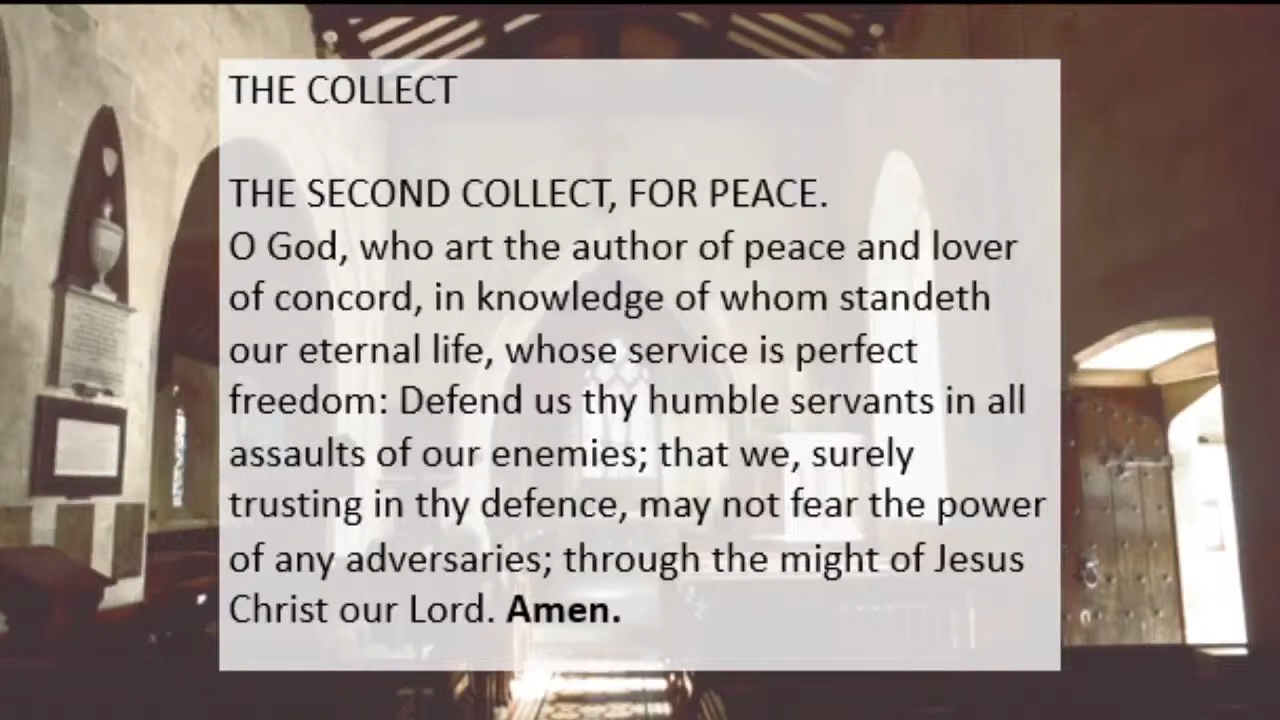 THE COLLECT
THE SECOND COLLECT, FOR PEACE.
O God, who art the author of peace and lover
of concord, in knowledge of whom standeth
our eternal life, whose service is perfect
freedom: Defend us thy humble servants in all
assaults of our enemies; that we, surely
trusting in thy defence, may not fear the power
of any adversaries; through the might of Jesus
Christ our Lord. Amen.